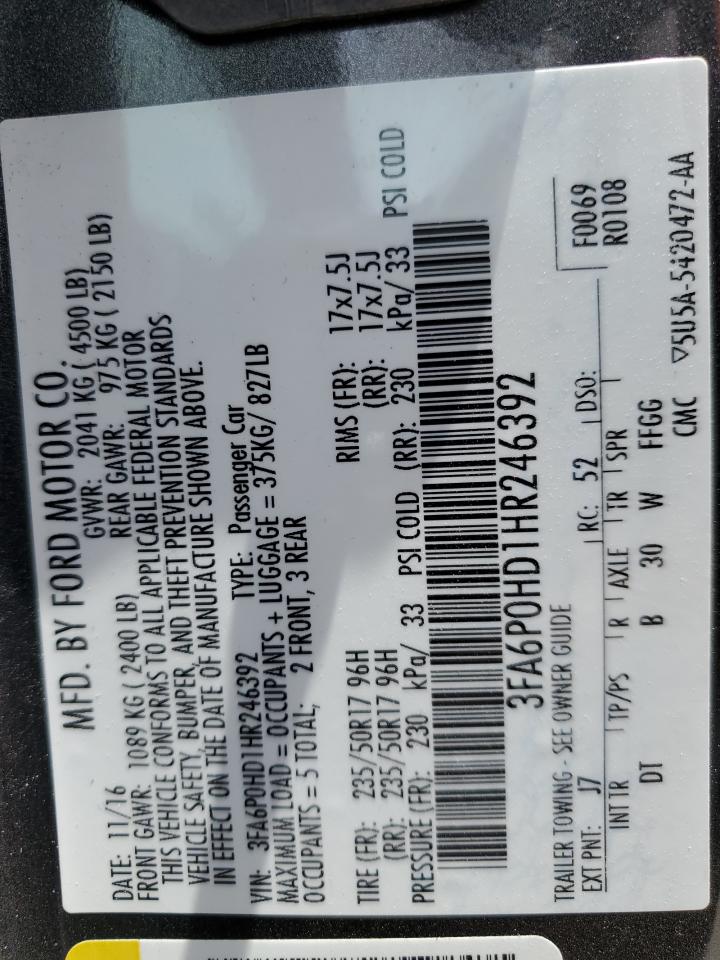 MFD. BY FORD MOTOR CO.
DATE: 11/16 GVWR: 2041 KG ( 4500 LB)
FRONT GAWR: 1089 KG ( 2400 LB) REAR GAWR: 975 KG ( 2150 LB)
THIS VEHICLE CONFORMS TO ALL APPLICABLE FEDERAL MOTOR
VEHICLE SAFETY, BUMPER, AND THEFT PREVENTION STANDARDS
IN EFFECT ON THE DATE OF MANUFACTURE SHOWN ABOVE.
VIN: 3FA6P0HD1HR246392 TYPE: Passenger Car
MAXIMUM LOAD = OCCUPANTS + LUGGAGE = 375KG/ 827LB
OCCUPANTS = 5 TOTAL; 2 FRONT, 3 REAR
TIRE (FR): 235/50R17 96H RIMS (FR): 17x7.5J
(RR): 235/50R17 96H (RR): 17x7.5J
PRESSURE (FR): 230 kPa/ 33 PSI COLD (RR): 230 kPa/ 33 PSI COLD
3FA6P0HD1HR246392
TRAILER TOWING - SEE OWNER GUIDE F0069
EXT PNT: J7 RC: 52 DSO: R0108
INT TR TP/PS R AXLE TR SPR
DT B 30 W FFGG
CMC ▽5U5A-5420472-AA